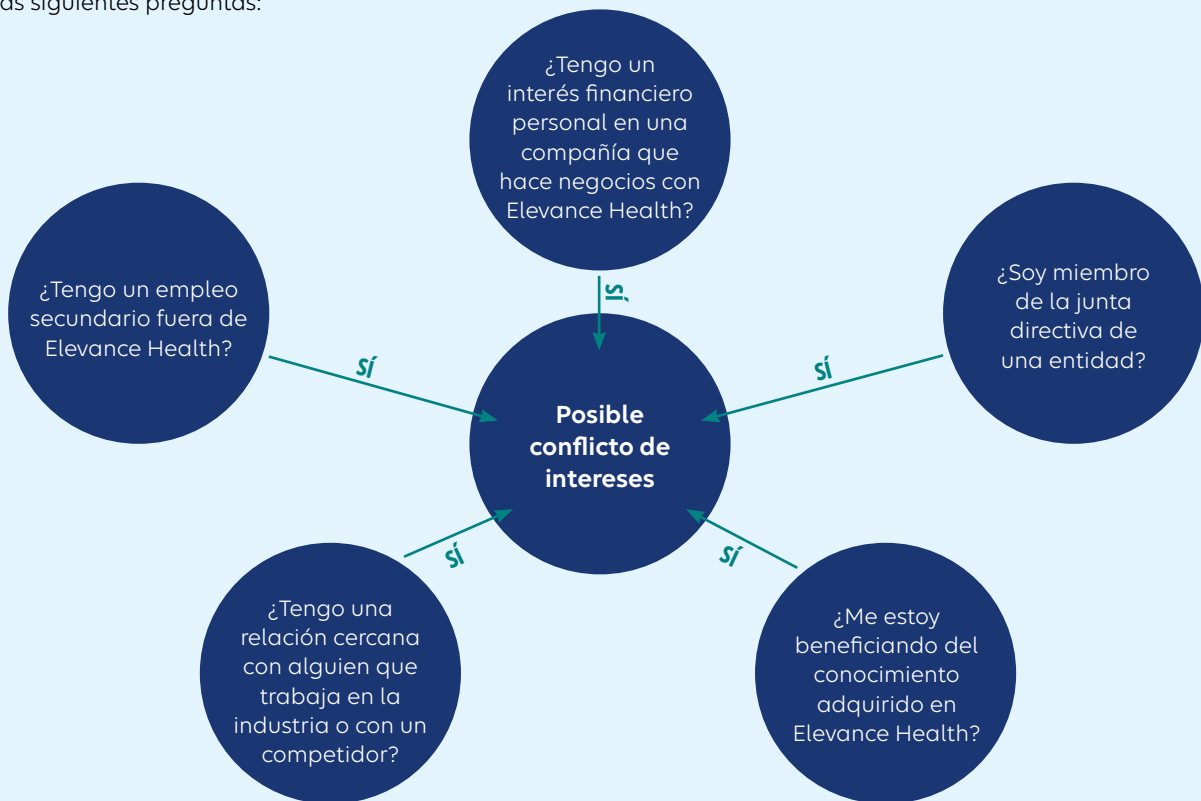 as siguientes preguntas:
¿Tengo un
interés financiero
personal en una
compañía que
hace negocios con
Elevance Health?
¿Tengo un empleo
secundario fuera de
Elevance Health?
¿Soy miembro
de la junta
directiva de
una entidad?
SÍ
SÍ
SÍ
Posible
conflicto de
intereses
SÍ
SÍ
¿Tengo una
relación cercana
con alguien que
trabaja en la
industria o con un
competidor?
¿Me estoy
beneficiando del
conocimiento
adquirido en
Elevance Health?